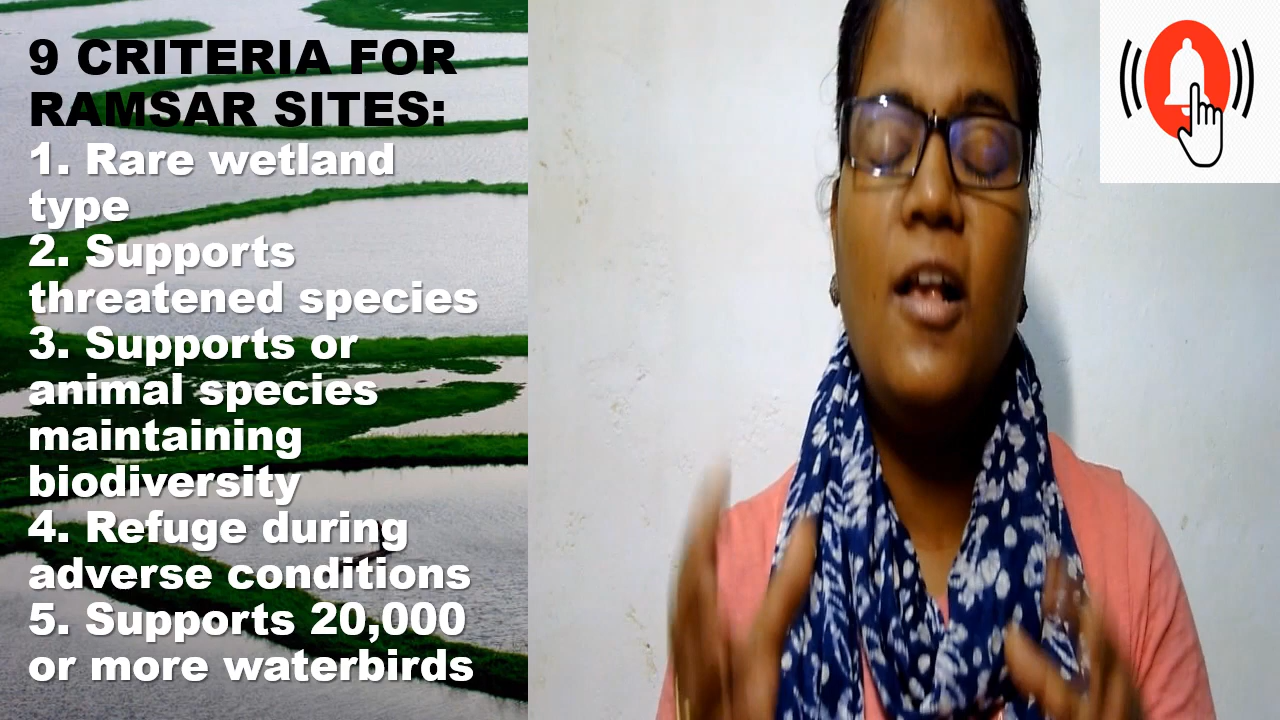 9 CRITERIA FOR
RAMSAR SITES:
1. Rare wetland
type
2. Supports
threatened species
3. Supports or
animal species
maintaining
biodiversity
4. Refuge during
adverse conditions
5. Supports 20,000
or more waterbirds